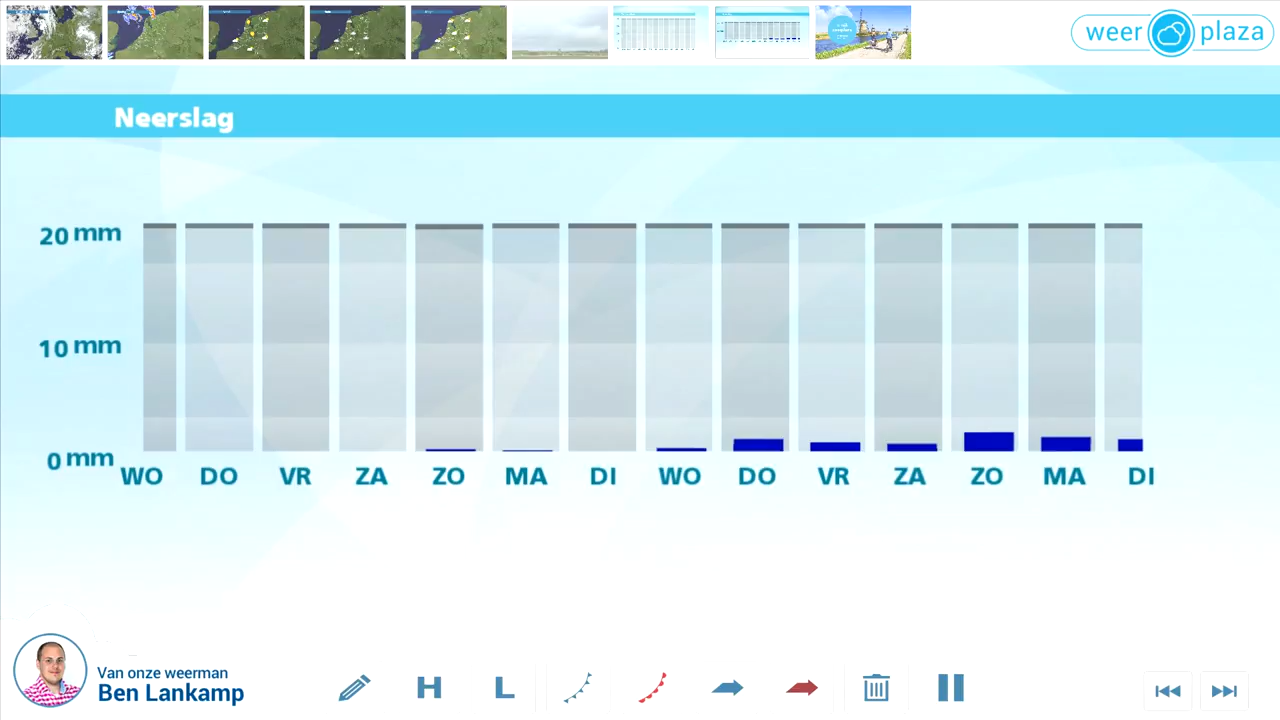 weer plaza
Neerslag
20 mm
10 mm
0 mm
WO DO VR ZA ZO MA DI WO DO VR ZA ZO MA DI
Van onze weerman
Ben Lankamp
H L